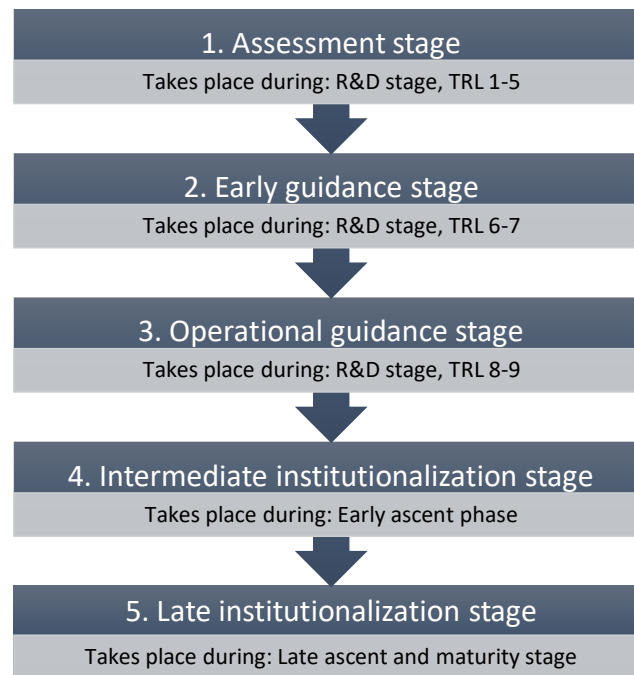 1. Assessment stage
Takes place during: R&D stage, TRL 1-5
2. Early guidance stage
Takes place during: R&D stage, TRL 6-7
3. Operational guidance stage
Takes place during: R&D stage, TRL 8-9
4. Intermediate institutionalization stage
Takes place during: Early ascent phase
5. Late institutionalization stage
Takes place during: Late ascent and maturity stage